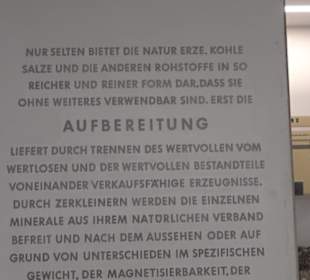 NUR SELTEN BIETET DIE NATUR ERZE, KOHLE
SALZE UND DIE ANDEREN ROHSTOFFE IN SO
REICHER UND REINER FORM DAR, DASS SIE
OHNE WEITERES VERWENDBAR SIND. ERST DIE
AUFBEREITUNG
LIEFERT DURCH TRENNEN DES WERTVOLLEN VOM
WERTLOSEN UND DER WERTVOLLEN BESTANDTEILE
VONEINANDER VERKAUFSFÄHIGE ERZEUGNISSE.
DURCH ZERKLEINERN WERDEN DIE EINZELNEN
MINERALE AUS IHREM NATÜRLICHEN VERBAND
BEFREIT UND NACH DEM AUSSEHEN ODER AUF
GRUND VON UNTERSCHIEDEN IM SPEZIFISCHEN
GEWICHT, DER MAGNETISIERBARKEIT, DER